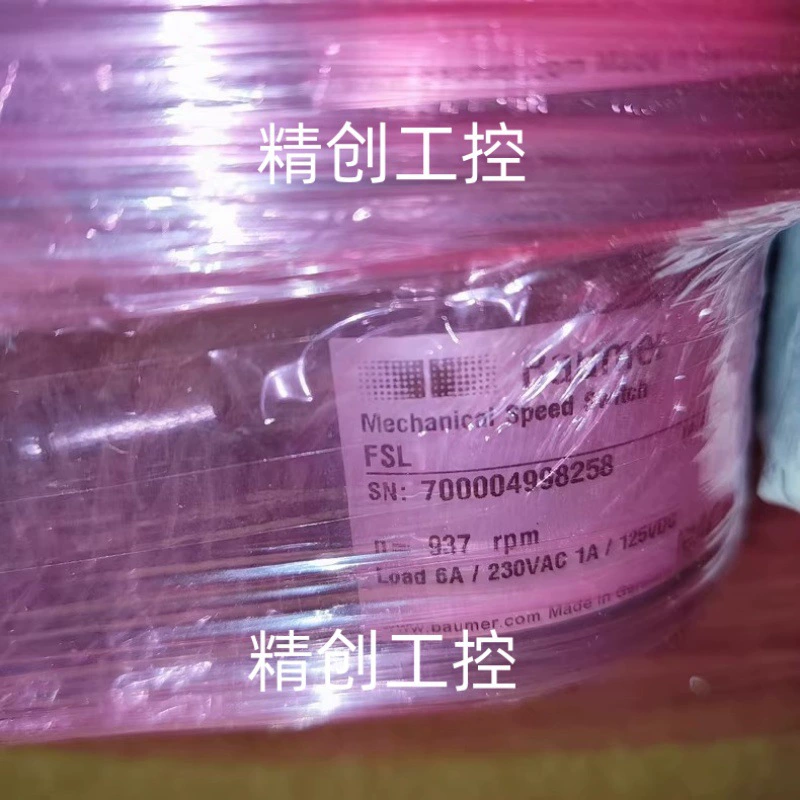 精创工控
Baumer
Mechanical Speed Switch
FSL
SN: 700004998258
n= 937 rpm
Load 6A / 230VAC 1A / 125VDC
www.baumer.com Made in
精创工控